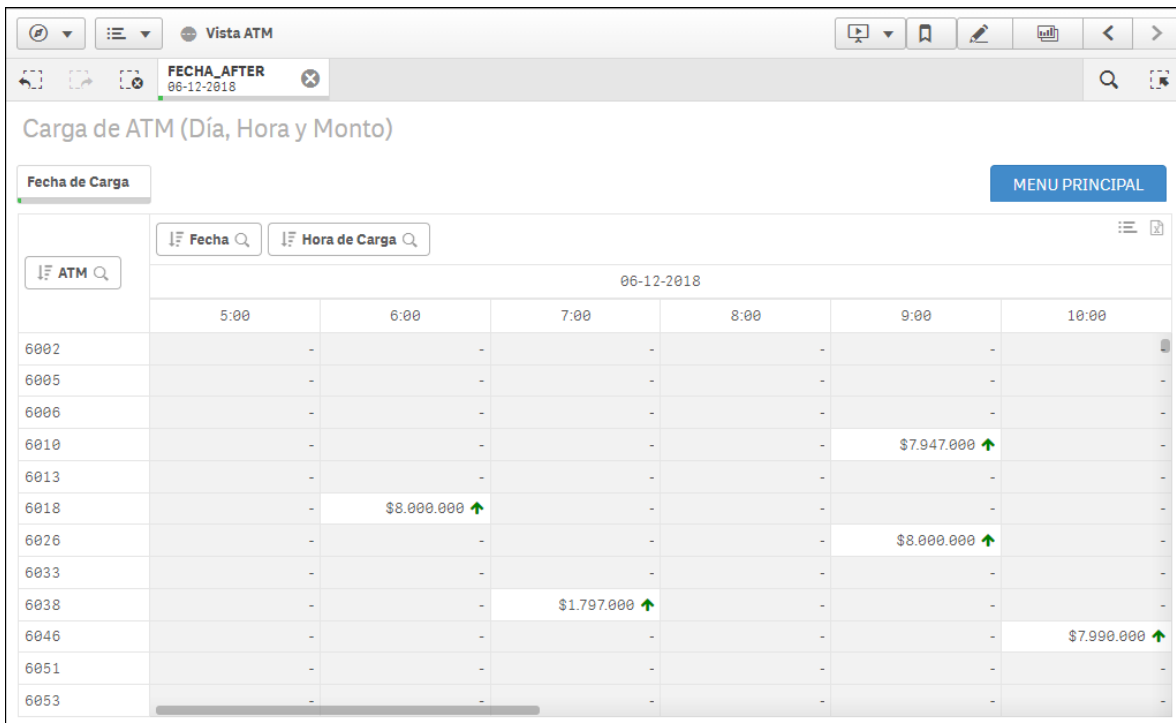 Vista ATM
FECHA_AFTER
06-12-2018
Carga de ATM (Día, Hora y Monto)
Fecha de Carga
MENU PRINCIPAL
Fecha Hora de Carga
ATM
06-12-2018
5:00 6:00 7:00 8:00 9:00 10:00
6002 - - - - - -
6005 - - - - - -
6006 - - - - - -
6010 - - - - $7.947.000 -
6013 - - - - - -
6018 - $8.000.000 - - - -
6026 - - - - $8.000.000 -
6033 - - - - - -
6038 - - $1.797.000 - - -
6046 - - - - - $7.990.000
6051 - - - - - -
6053 - - - - - -